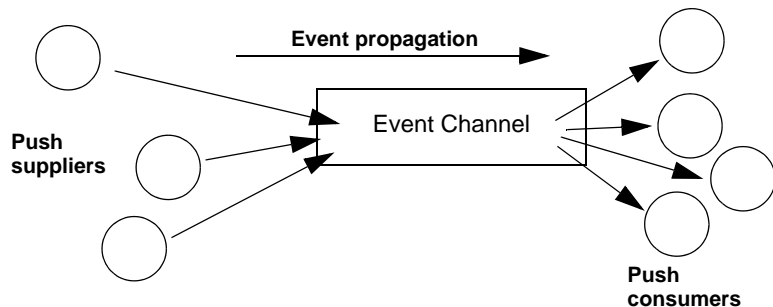 Event propagation
Event Channel
Push
suppliers
Push
consumers